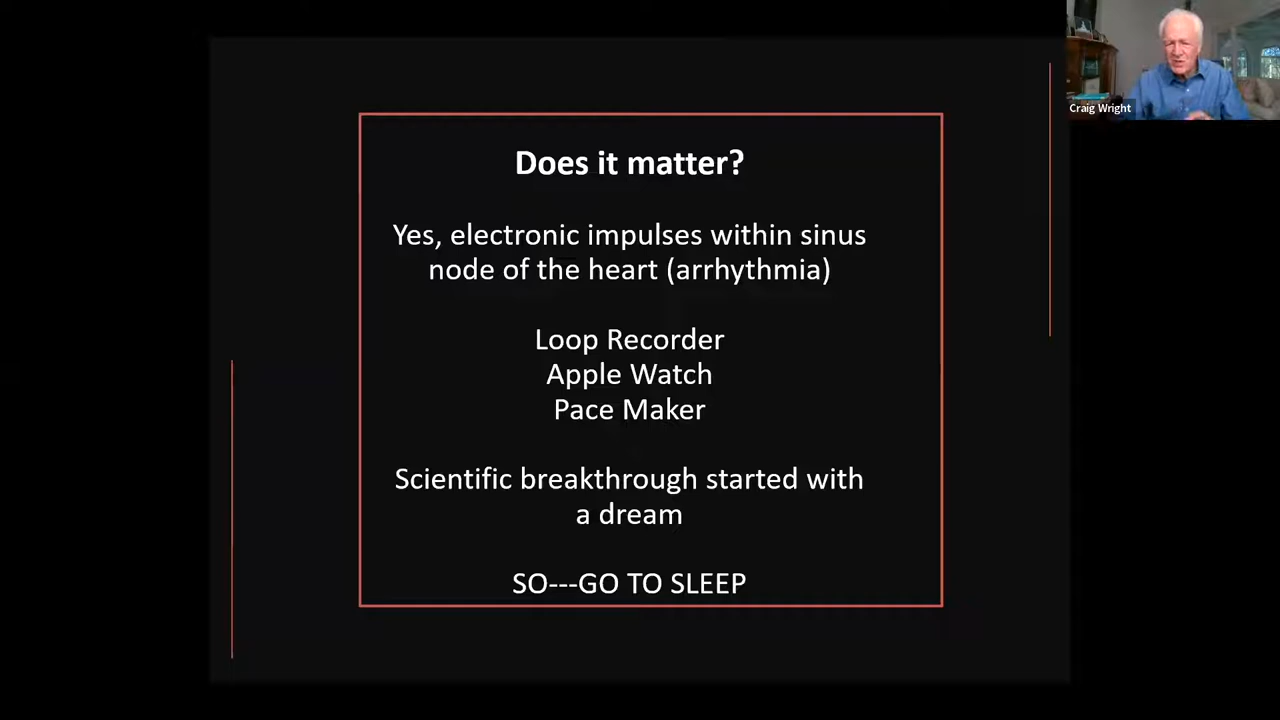 Craig Wright
Does it matter?
Yes, electronic impulses within sinus
node of the heart (arrhythmia)
Loop Recorder
Apple Watch
Pace Maker
Scientific breakthrough started with
a dream
SO---GO TO SLEEP